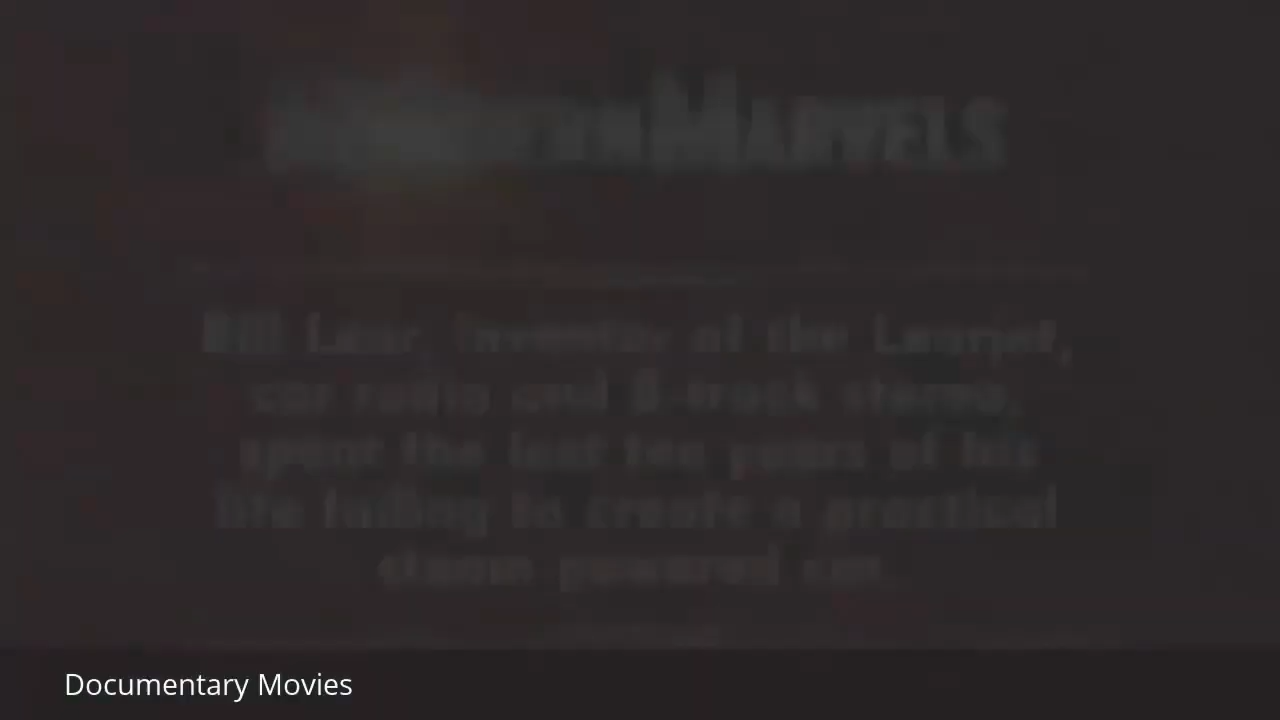 Modern Marvels
Bill Lear, inventor of the Learjet,
car radio and 8-track stereo,
spent the last ten years of his
life failing to create a practical
steam powered car.
Documentary Movies